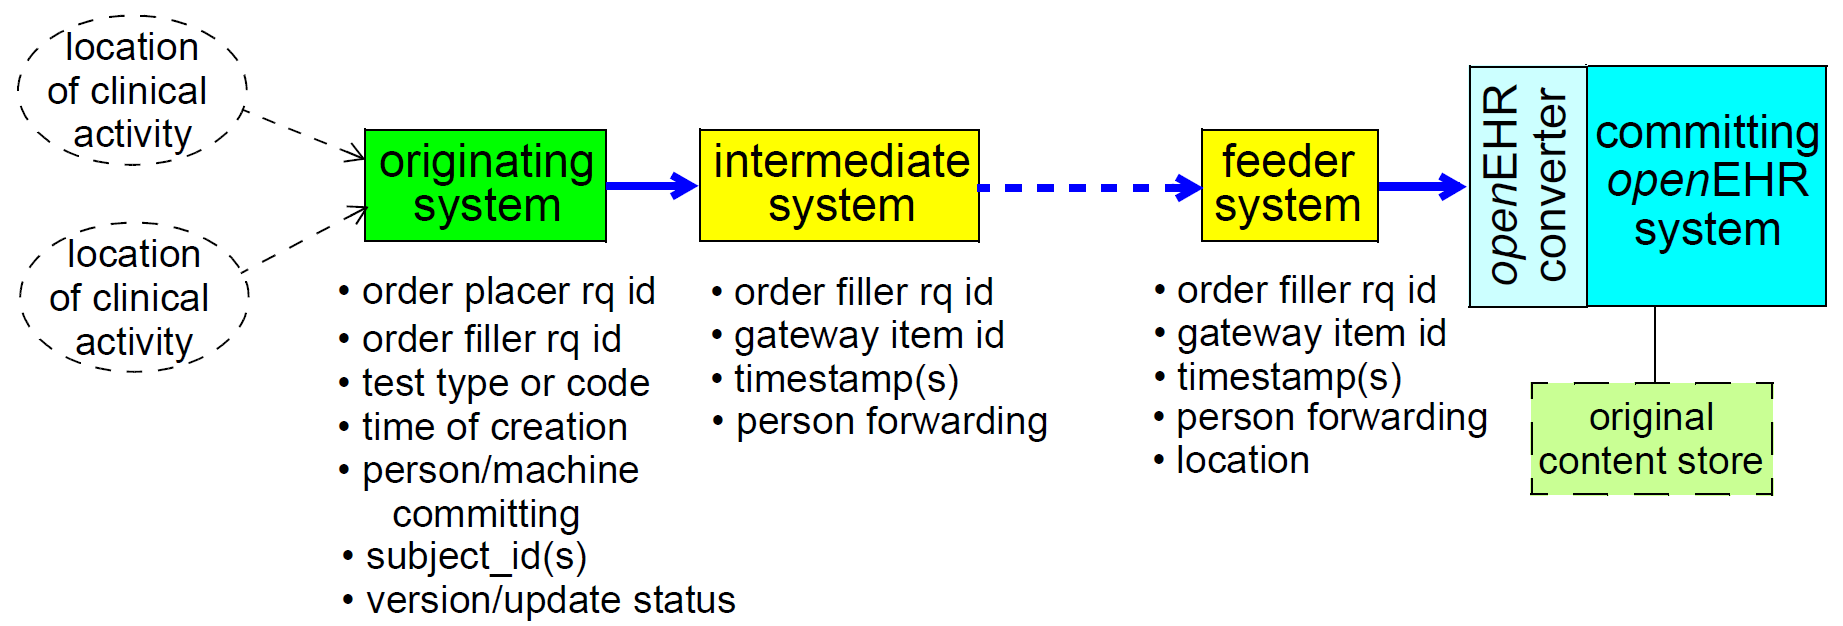 location
of clinical
activity
location
of clinical
activity
originating
system
• order placer rq id
• order filler rq id
• test type or code
• time of creation
• person/machine
committing
• subject_id(s)
• version/update status
intermediate
system
• order filler rq id
• gateway item id
• timestamp(s)
• person forwarding
feeder
system
• order filler rq id
• gateway item id
• timestamp(s)
• person forwarding
• location
openEHR
converter
committing
openEHR
system
original
content store